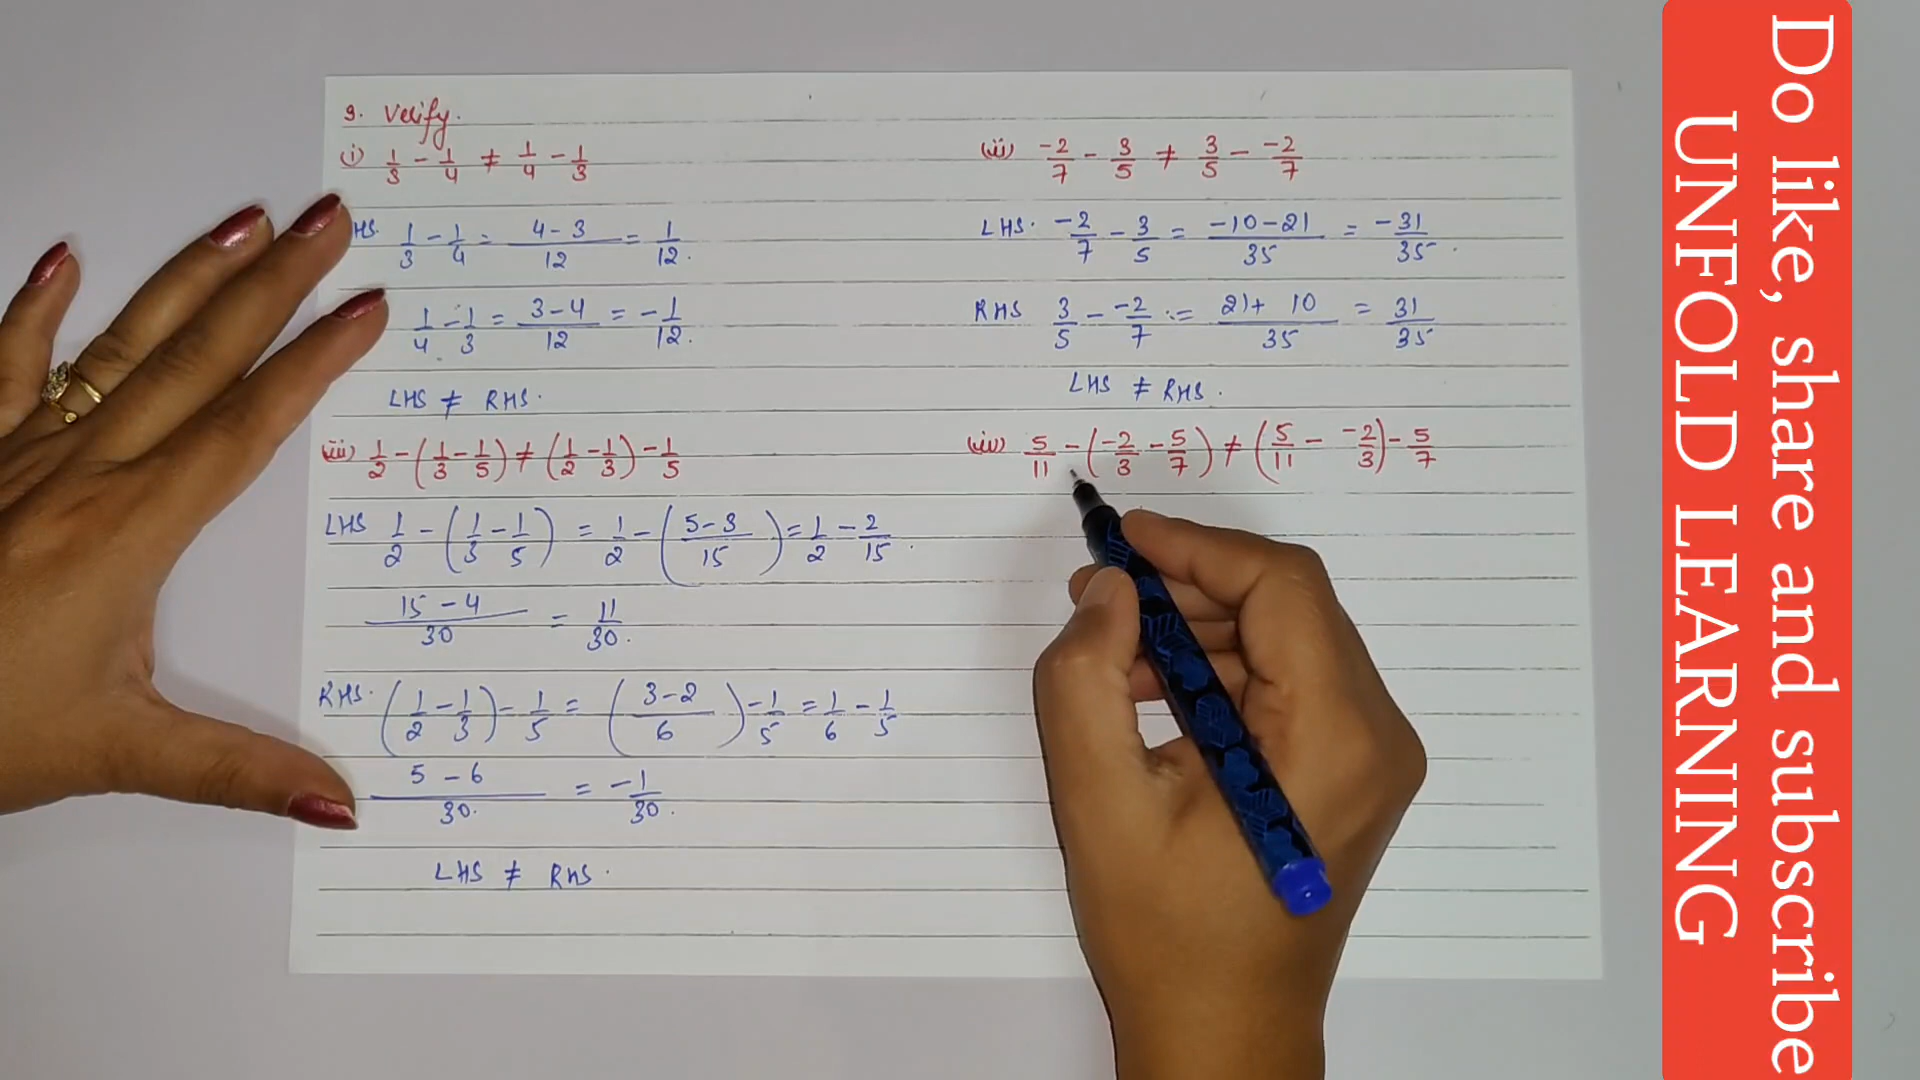 9. Verify.
(i) 1/3 - 1/4 ≠ 1/4 - 1/3
HS. 1/3 - 1/4 = 4-3/12 = 1/12.
1/4 - 1/3 = 3-4/12 = -1/12.
LHS ≠ RHS.
(iii) 1/2 - (1/3 - 1/5) ≠ (1/2 - 1/3) - 1/5
LHS 1/2 - (1/3 - 1/5) = 1/2 - (5-3/15) = 1/2 - 2/15.
15-4/30 = 11/30.
RHS. (1/2 - 1/3) - 1/5 = (3-2/6) - 1/5 = 1/6 - 1/5
5-6/30. = -1/30.
LHS ≠ RHS.
(ii) -2/7 - 3/5 ≠ 3/5 - -2/7
LHS. -2/7 - 3/5 = -10-21/35 = -31/35.
RHS 3/5 - -2/7 = 21+10/35 = 31/35
LHS ≠ RHS.
(iv) 5/11 - (-2/3 - 5/7) ≠ (5/11 - -2/3) - 5/7
Do like, share and subscribe
UNFOLD LEARNING